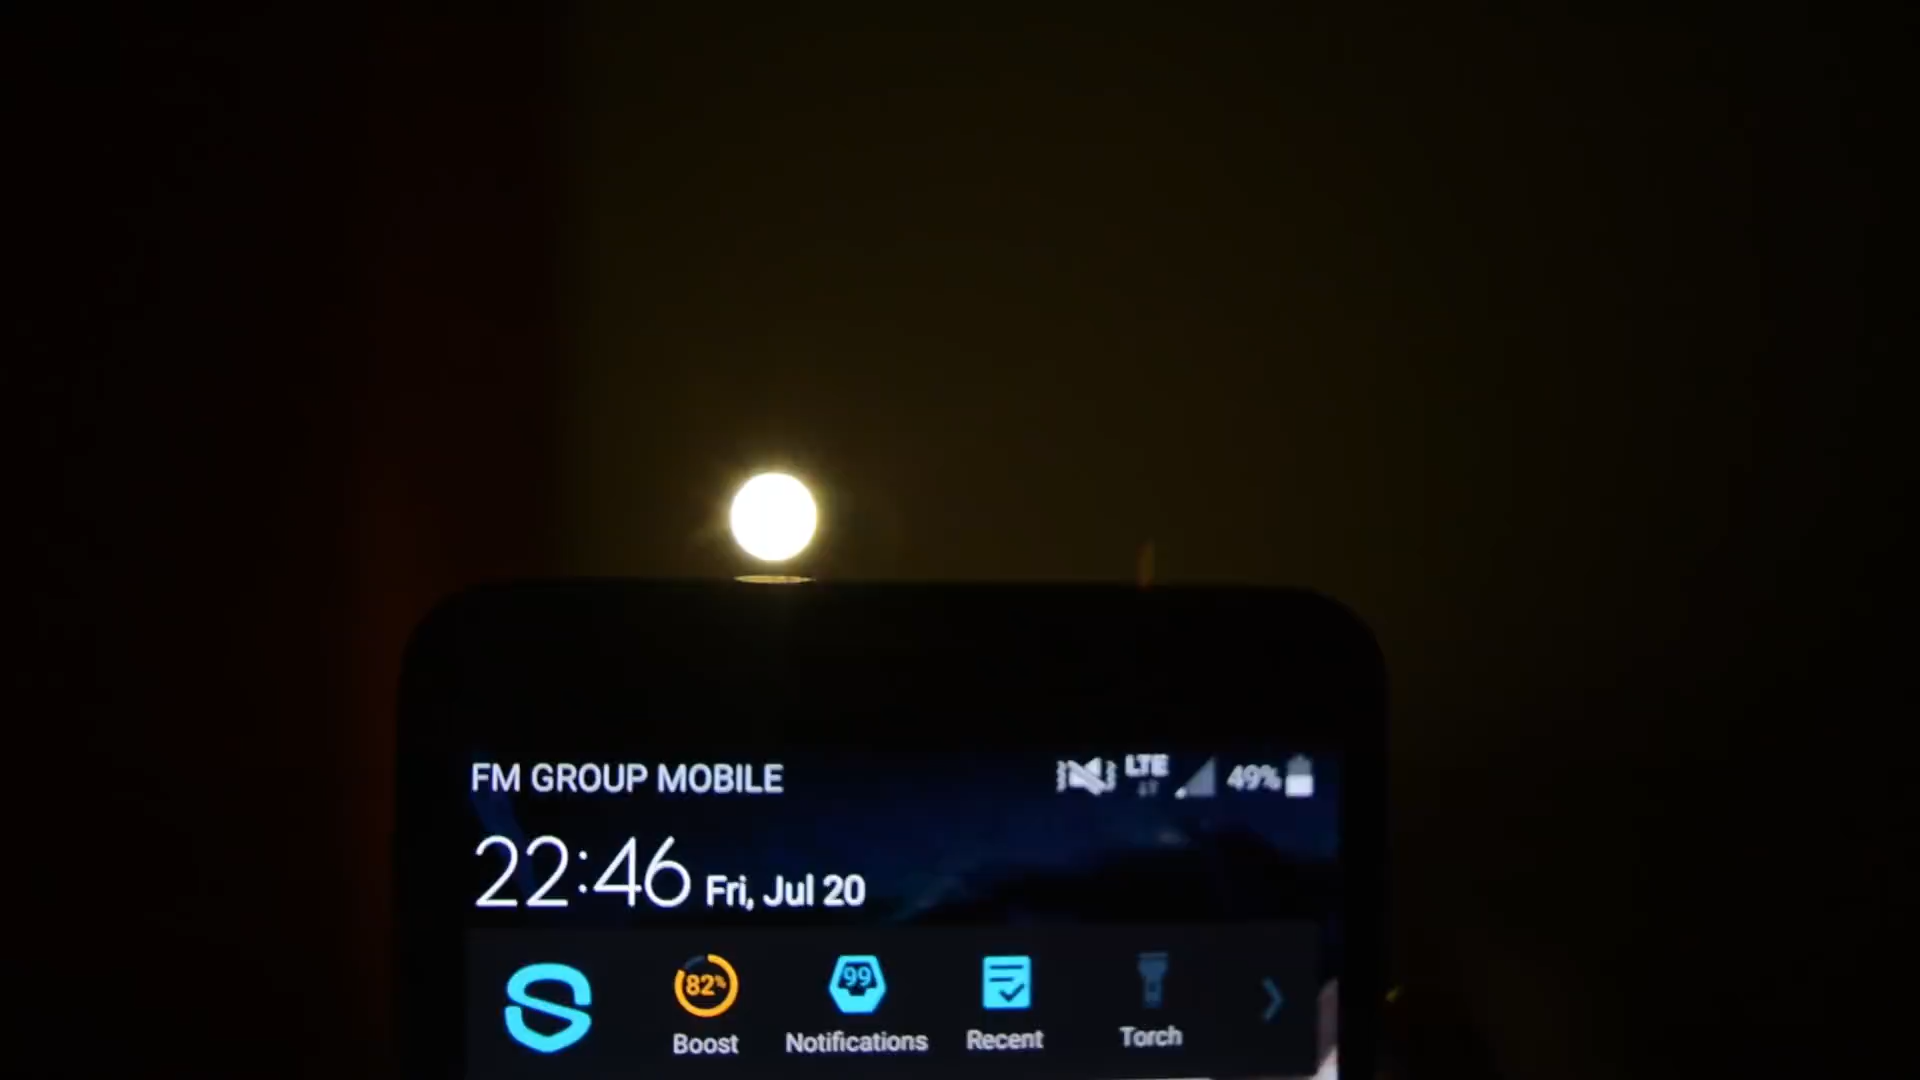 FM GROUP MOBILE LTE 49%
22:46 Fri, Jul 20
82% 99
Boost Notifications Recent Torch